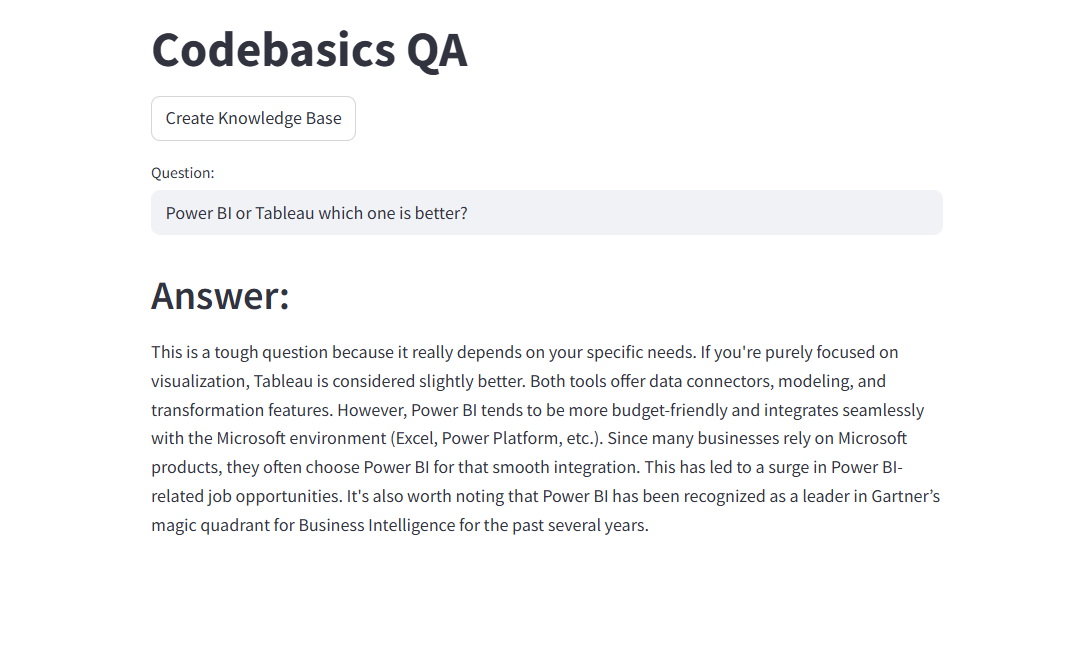 Codebasics QA
Create Knowledge Base
Question:
Power BI or Tableau which one is better?
Answer:
This is a tough question because it really depends on your specific needs. If you're purely focused on
visualization, Tableau is considered slightly better. Both tools offer data connectors, modeling, and
transformation features. However, Power BI tends to be more budget-friendly and integrates seamlessly
with the Microsoft environment (Excel, Power Platform, etc.). Since many businesses rely on Microsoft
products, they often choose Power BI for that smooth integration. This has led to a surge in Power BI-
related job opportunities. It's also worth noting that Power BI has been recognized as a leader in Gartner’s
magic quadrant for Business Intelligence for the past several years.